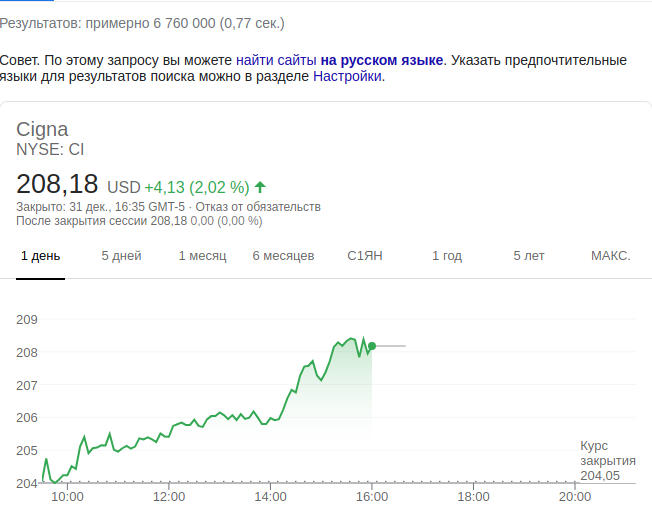 Результатов: примерно 6 760 000 (0,77 сек.)
Совет. По этому запросу вы можете найти сайты на русском языке. Указать предпочтительные
языки для результатов поиска можно в разделе Настройки.
Cigna
NYSE: CI
208,18 USD +4,13 (2,02 %)
Закрыто: 31 дек., 16:35 GMT-5 · Отказ от обязательств
После закрытия сессии 208,18 0,00 (0,00 %)
1 день 5 дней 1 месяц 6 месяцев С1ЯН 1 год 5 лет МАКС.
209
208
207
206
205
204
Курс
закрытия
204,05
10:00 12:00 14:00 16:00 18:00 20:00